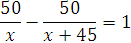 50/x − 50/(x + 45) = 1